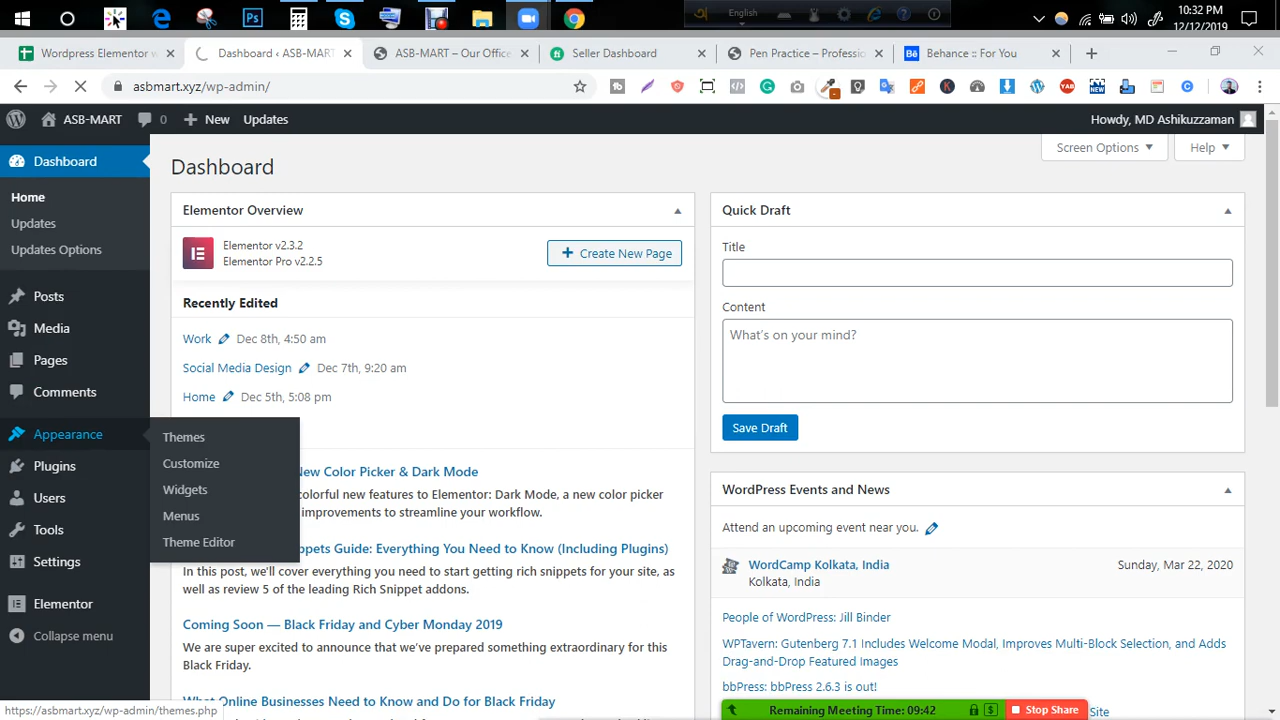 English
10:32 PM
12/12/2019
Wordpress Elementor w
Dashboard ‹ ASB-MART
ASB-MART – Our Office
Seller Dashboard
Pen Practice – Professio
Behance :: For You
asbmart.xyz/wp-admin/
ASB-MART
0
New
Updates
Howdy, MD Ashikuzzaman
Dashboard
Home
Updates
Updates Options
Posts
Media
Pages
Comments
Appearance
Plugins
Users
Tools
Settings
Elementor
Collapse menu
Themes
Customize
Widgets
Menus
Theme Editor
Dashboard
Screen Options
Help
Elementor Overview
Elementor v2.3.2
Elementor Pro v2.2.5
Create New Page
Recently Edited
Work Dec 8th, 4:50 am
Social Media Design Dec 7th, 9:20 am
Home Dec 5th, 5:08 pm
New Color Picker & Dark Mode
colorful new features to Elementor: Dark Mode, a new color picker
improvements to streamline your workflow.
ppets Guide: Everything You Need to Know (Including Plugins)
In this post, we'll cover everything you need to start getting rich snippets for your site, as
well as review 5 of the leading Rich Snippet addons.
Coming Soon — Black Friday and Cyber Monday 2019
We are super excited to announce that we've prepared something extraordinary for this
Black Friday.
What Online Businesses Need to Know and Do for Black Friday
Quick Draft
Title
Content
What's on your mind?
Save Draft
WordPress Events and News
Attend an upcoming event near you.
WordCamp Kolkata, India
Sunday, Mar 22, 2020
Kolkata, India
People of WordPress: Jill Binder
WPTavern: Gutenberg 7.1 Includes Welcome Modal, Improves Multi-Block Selection, and Adds
Drag-and-Drop Featured Images
bbPress: bbPress 2.6.3 is out!
Remaining Meeting Time: 09:42
Stop Share
Site
https://asbmart.xyz/wp-admin/themes.php